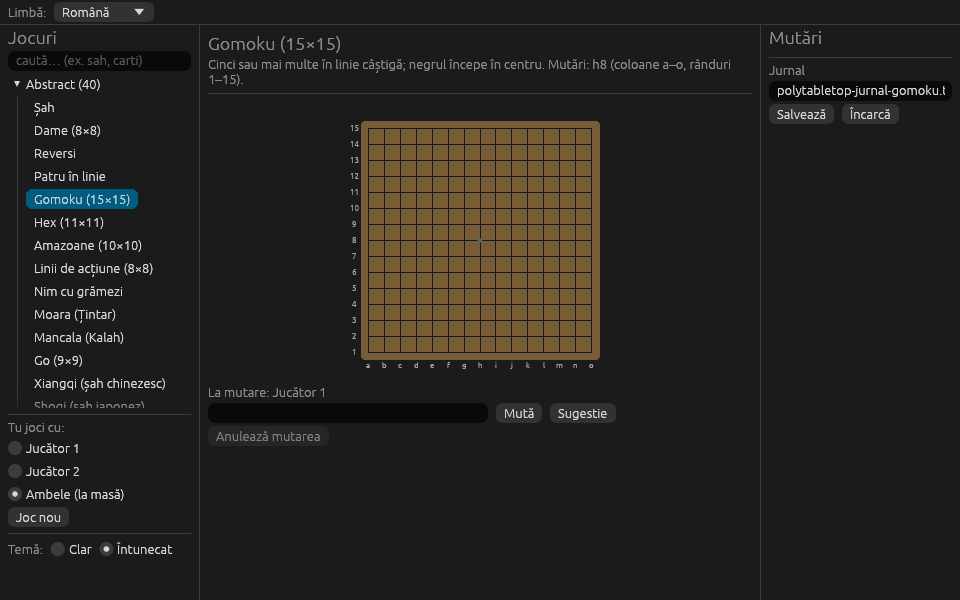 Limbă: Română
Jocuri
caută... (ex. sah, carti)
Abstract (40)
Șah
Dame (8×8)
Reversi
Patru în linie
Gomoku (15×15)
Hex (11×11)
Amazoane (10×10)
Linii de acțiune (8×8)
Nim cu grămezi
Moara (Țintar)
Mancala (Kalah)
Go (9×9)
Xiangqi (șah chinezesc)
Shogi (șah japonez)
Tu joci cu:
Jucător 1
Jucător 2
Ambele (la masă)
Joc nou
Temă: Clar Întunecat
Gomoku (15×15)
Cinci sau mai multe în linie câștigă; negrul începe în centru. Mutări: h8 (coloane a–o, rânduri
1–15).
15
14
13
12
11
10
9
8
7
6
5
4
3
2
1
a b c d e f g h i j k l m n o
La mutare: Jucător 1
Mută Sugestie
Anulează mutarea
Mutări
Jurnal
polytabletop-jurnal-gomoku.t
Salvează Încarcă